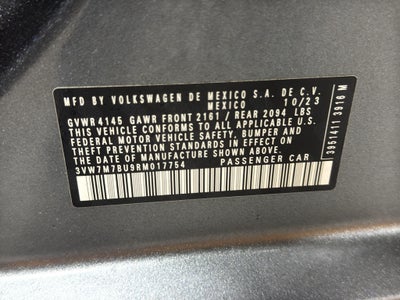 MFD BY VOLKSWAGEN DE MEXICO S.A. DE C.V.
MEXICO 10/23
GVWR 4145 GAWR FRONT 2161 / REAR 2094 LBS
THIS VEHICLE CONFORMS TO ALL APPLICABLE U.S.
FEDERAL MOTOR VEHICLE SAFETY, BUMPER AND
THEFT PREVENTION STANDARDS IN EFFECT ON
THE DATE OF MANUFACTURE SHOWN ABOVE.
3VW7M7BU9RM017754 PASSENGER CAR
3951411 3916 M